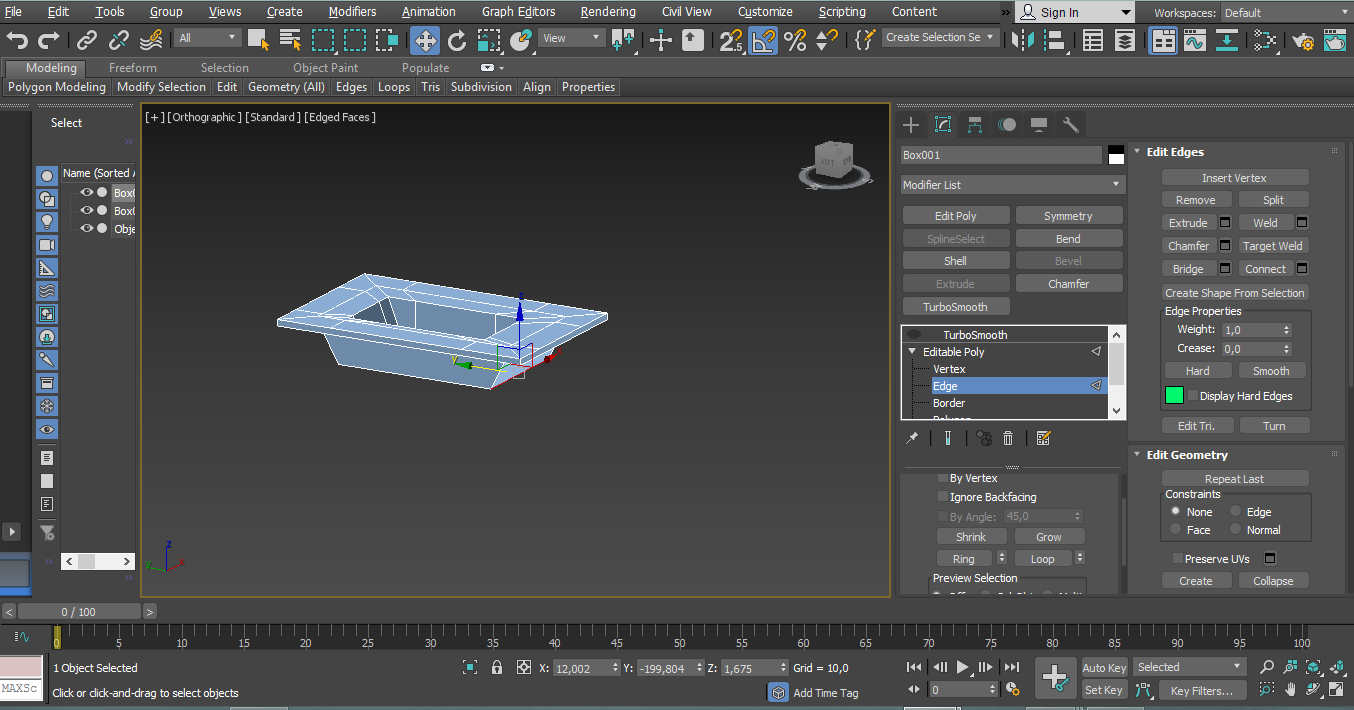 File Edit Tools Group Views Create Modifiers Animation Graph Editors Rendering Civil View Customize Scripting Content » Sign In Workspaces: Default
All View Create Selection Se
Modeling Freeform Selection Object Paint Populate
Polygon Modeling Modify Selection Edit Geometry (All) Edges Loops Tris Subdivision Align Properties
Select
Name (Sorted A
Box0
Box0
Obje
[+] [Orthographic ] [Standard ] [Edged Faces ]
LEFT
z
y
z
y
x
Box001
Modifier List
Edit Poly Symmetry
SplineSelect Bend
Shell Bevel
Extrude Chamfer
TurboSmooth
TurboSmooth
Editable Poly
Vertex
Edge
Border
Polygon
By Vertex
Ignore Backfacing
By Angle: 45,0
Shrink Grow
Ring Loop
Preview Selection
Edit Edges
Insert Vertex
Remove Split
Extrude Weld
Chamfer Target Weld
Bridge Connect
Create Shape From Selection
Edge Properties
Weight: 1,0
Crease: 0,0
Hard Smooth
Display Hard Edges
Edit Tri. Turn
Edit Geometry
Repeat Last
Constraints
None Edge
Face Normal
Preserve UVs
Create Collapse
< 0 / 100 >
0 5 10 15 20 25 30 35 40 45 50 55 60 65 70 75 80 85 90 95 100
MAXSc
1 Object Selected
Click or click-and-drag to select objects
X: 12,002 Y: -199,804 Z: 1,675 Grid = 10,0
Add Time Tag
0
Auto Key Selected
Set Key Key Filters...